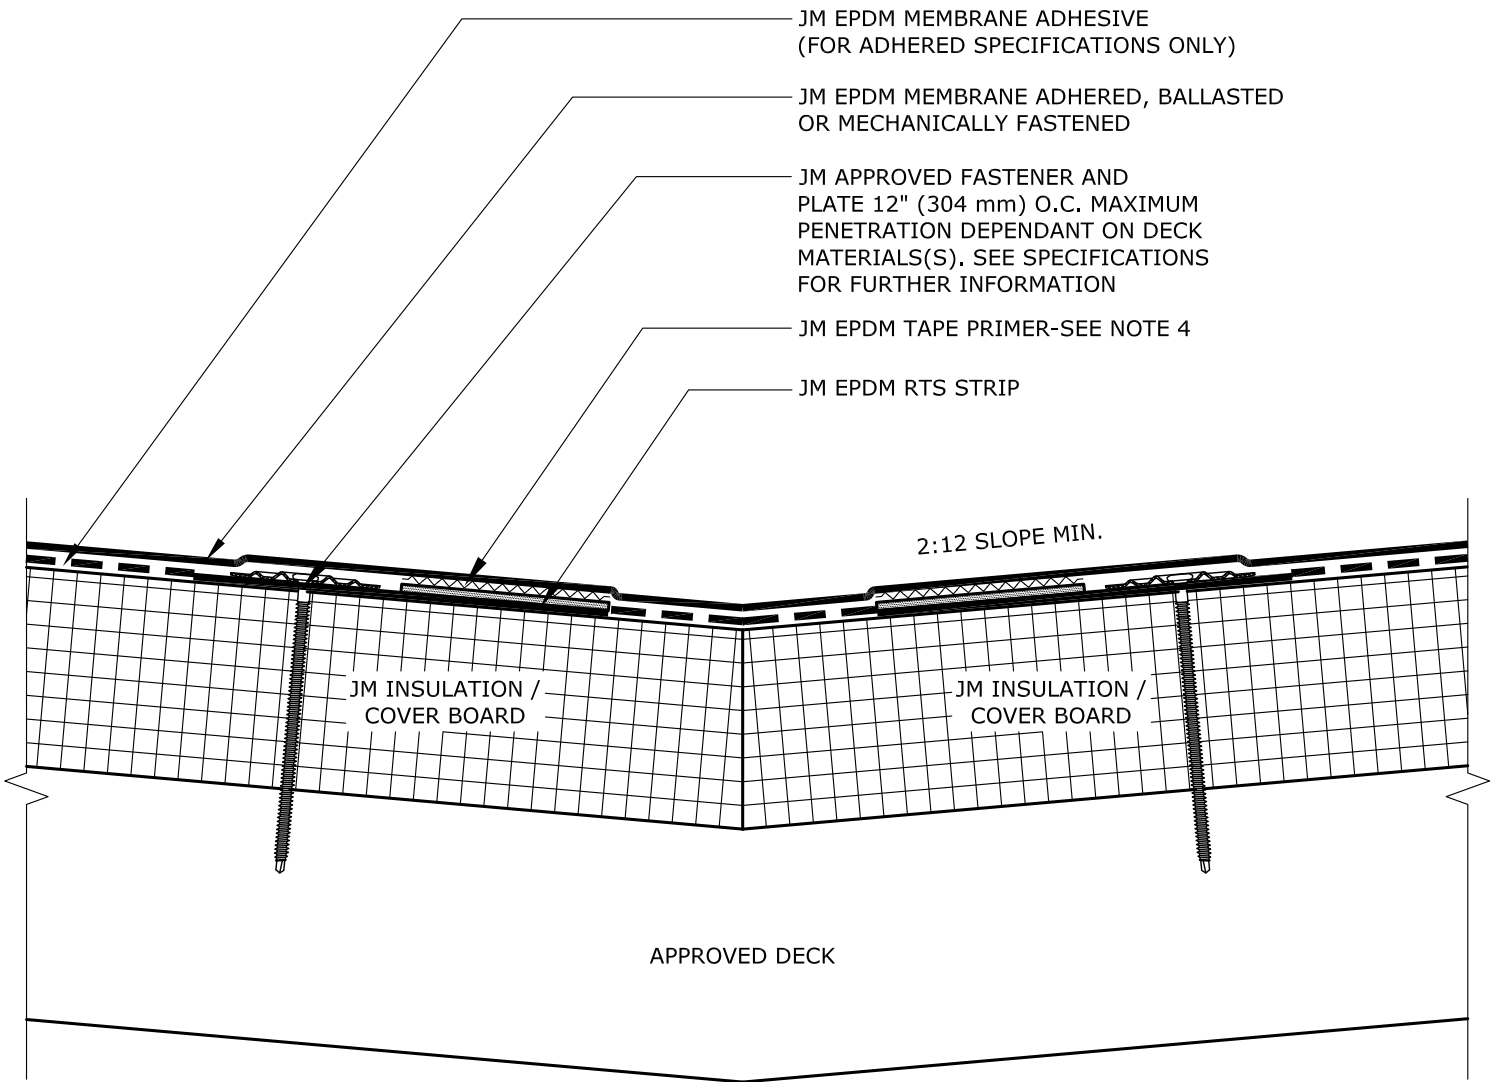 JM EPDM MEMBRANE ADHESIVE
(FOR ADHERED SPECIFICATIONS ONLY)
JM EPDM MEMBRANE ADHERED, BALLASTED
OR MECHANICALLY FASTENED
JM APPROVED FASTENER AND
PLATE 12" (304 mm) O.C. MAXIMUM
PENETRATION DEPENDANT ON DECK
MATERIALS(S). SEE SPECIFICATIONS
FOR FURTHER INFORMATION
JM EPDM TAPE PRIMER-SEE NOTE 4
JM EPDM RTS STRIP
2:12 SLOPE MIN.
JM INSULATION /
COVER BOARD
JM INSULATION /
COVER BOARD
APPROVED DECK